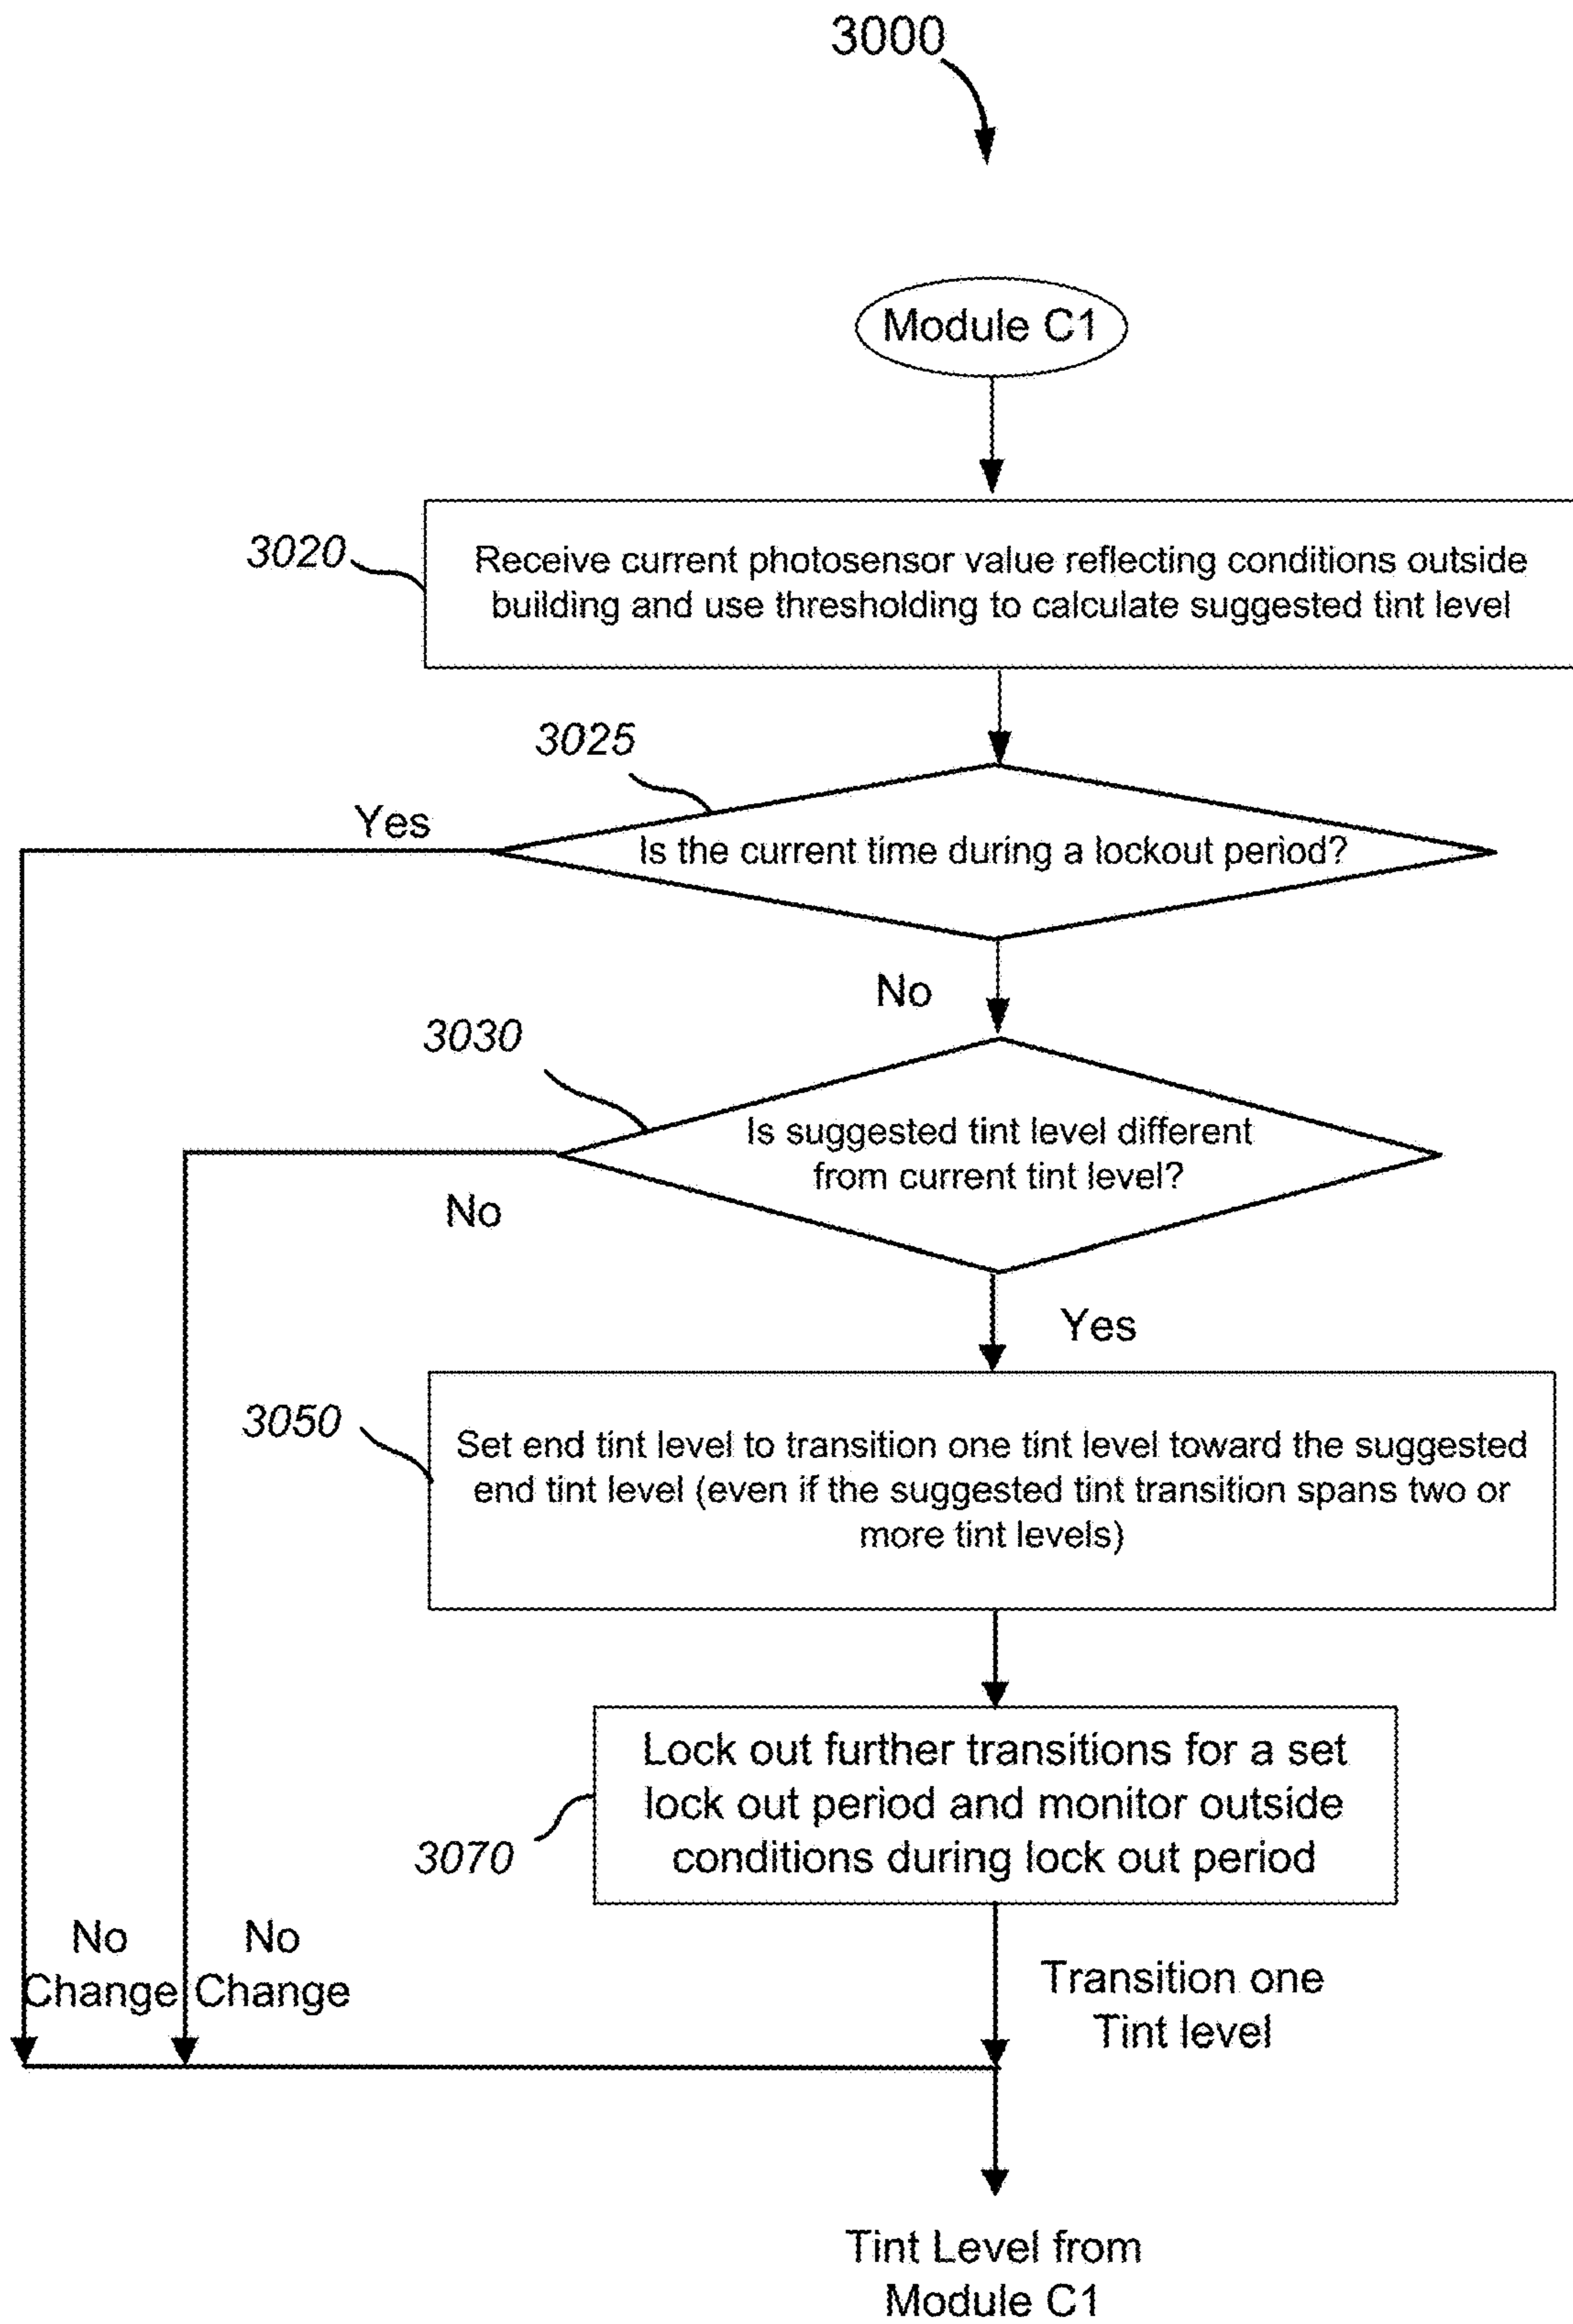 3000
Module C1
3020
Receive current photosensor value reflecting conditions outside
building and use thresholding to calculate suggested tint level
3025
Yes
Is the current time during a lockout period?
No
3030
Is suggested tint level different
from current tint level?
No
Yes
3050
Set end tint level to transition one tint level toward the suggested
end tint level (even if the suggested tint transition spans two or
more tint levels)
Lock out further transitions for a set
lock out period and monitor outside
conditions during lock out period
3070
No
Change
No
Change
Transition one
Tint level
Tint Level from
Module C1